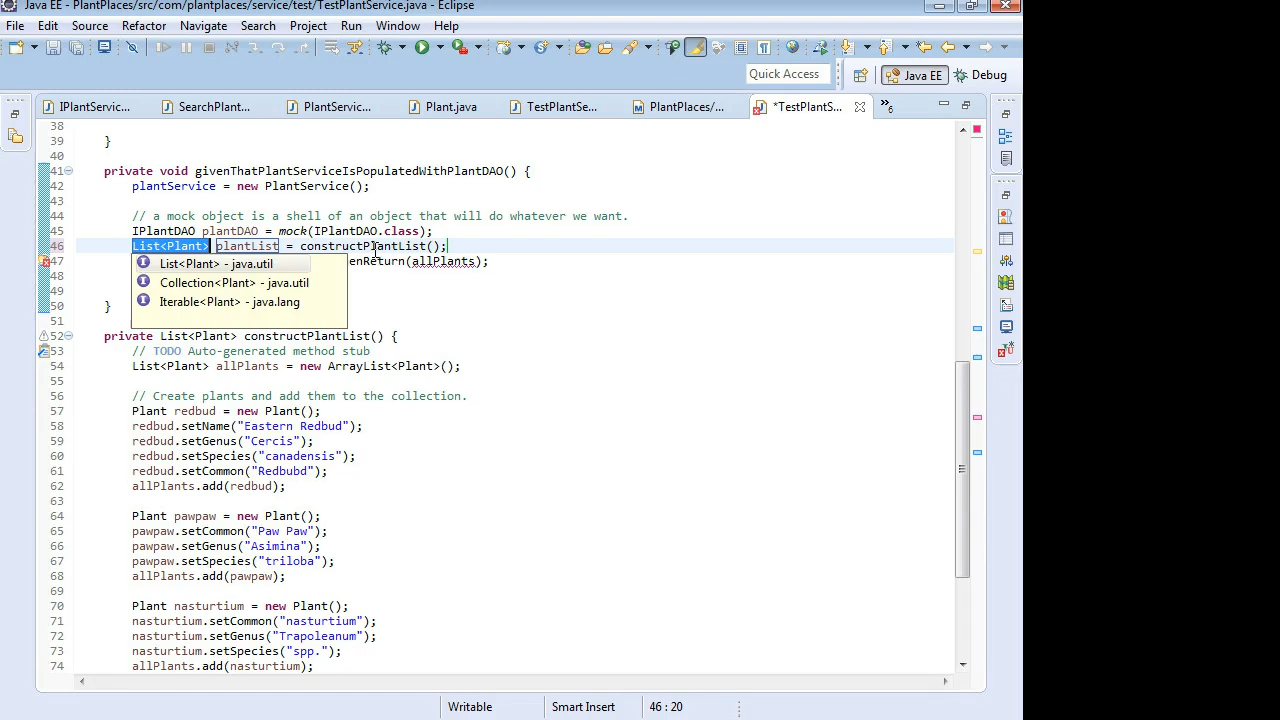 Java EE - PlantPlaces/src/com/plantplaces/service/test/TestPlantService.java - Eclipse
File Edit Source Refactor Navigate Search Project Run Window Help
Quick Access
Java EE
Debug
IPlantServic...
SearchPlant...
PlantServic...
Plant.java
TestPlantSe...
PlantPlaces/...
*TestPlantS...
»6
38
39 }
40
41 private void givenThatPlantServiceIsPopulatedWithPlantDAO() {
42 plantService = new PlantService();
43
44 // a mock object is a shell of an object that will do whatever we want.
45 IPlantDAO plantDAO = mock(IPlantDAO.class);
46 List<Plant> plantList = constructPlantList();
47 enReturn(allPlants);
List<Plant> - java.util
Collection<Plant> - java.util
Iterable<Plant> - java.lang
50 }
51
52 private List<Plant> constructPlantList() {
53 // TODO Auto-generated method stub
54 List<Plant> allPlants = new ArrayList<Plant>();
55
56 // Create plants and add them to the collection.
57 Plant redbud = new Plant();
58 redbud.setName("Eastern Redbud");
59 redbud.setGenus("Cercis");
60 redbud.setSpecies("canadensis");
61 redbud.setCommon("Redbubd");
62 allPlants.add(redbud);
63
64 Plant pawpaw = new Plant();
65 pawpaw.setCommon("Paw Paw");
66 pawpaw.setGenus("Asimina");
67 pawpaw.setSpecies("triloba");
68 allPlants.add(pawpaw);
69
70 Plant nasturtium = new Plant();
71 nasturtium.setCommon("nasturtium");
72 nasturtium.setGenus("Trapoleanum");
73 nasturtium.setSpecies("spp.");
74 allPlants.add(nasturtium);
Writable
Smart Insert
46 : 20